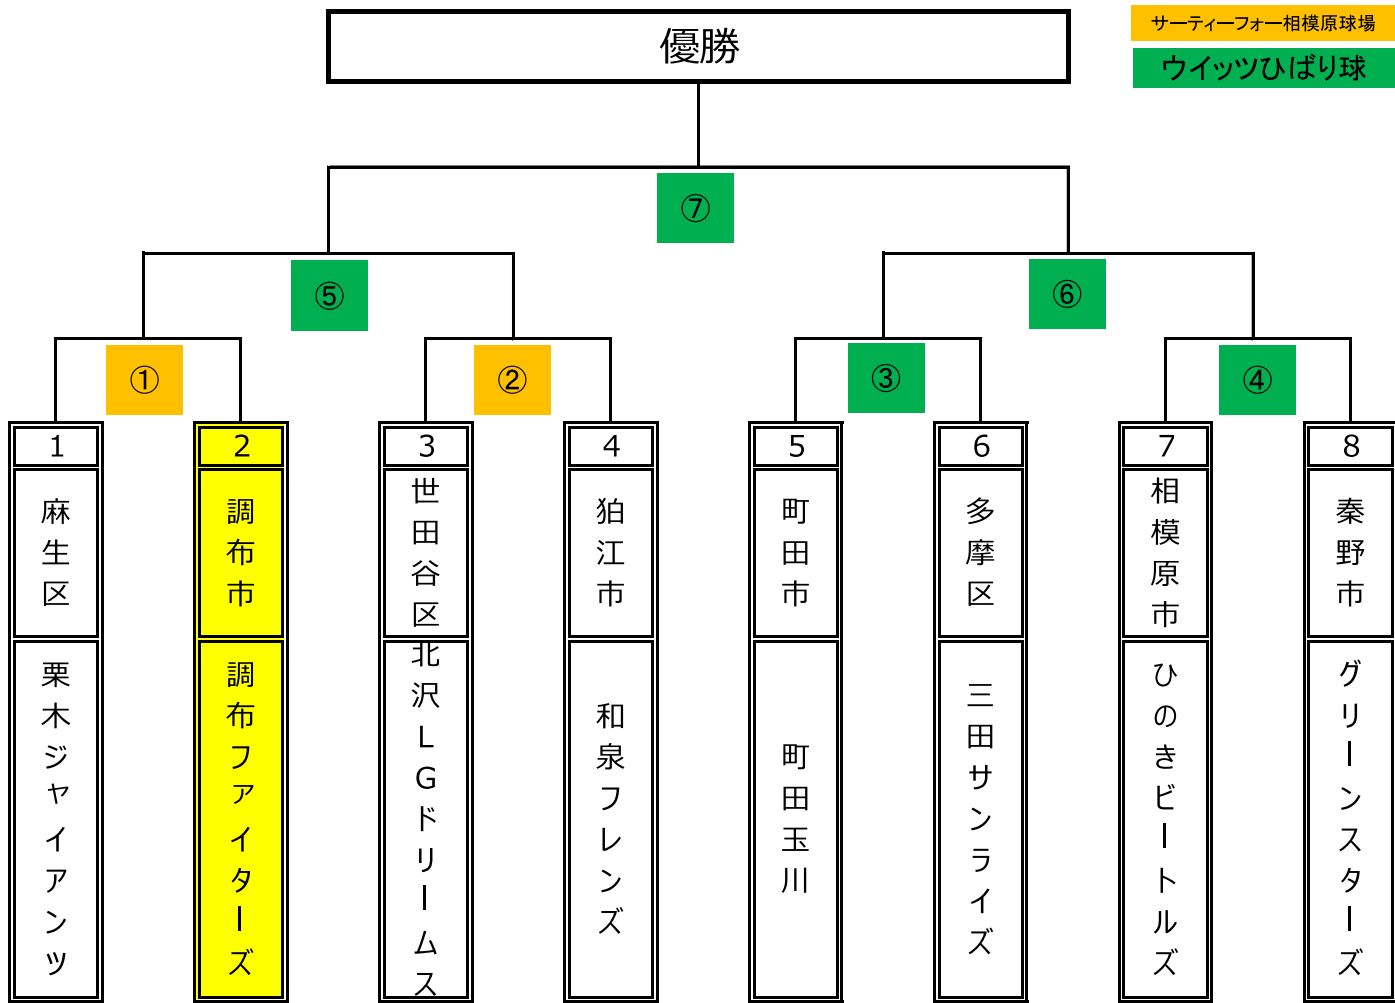 優勝
サーティーフォー相模原球場
ウイッツひばり球
⑦
⑤
⑥
①
②
③
④
1
2
3
4
5
6
7
8
麻生区
調布市
世田谷区
狛江市
町田市
多摩区
相模原市
秦野市
栗木ジャイアンツ
調布ファイターズ
北沢LGドリームス
和泉フレンズ
町田玉川
三田サンライズ
ひのきビートルズ
グリーンスターズ